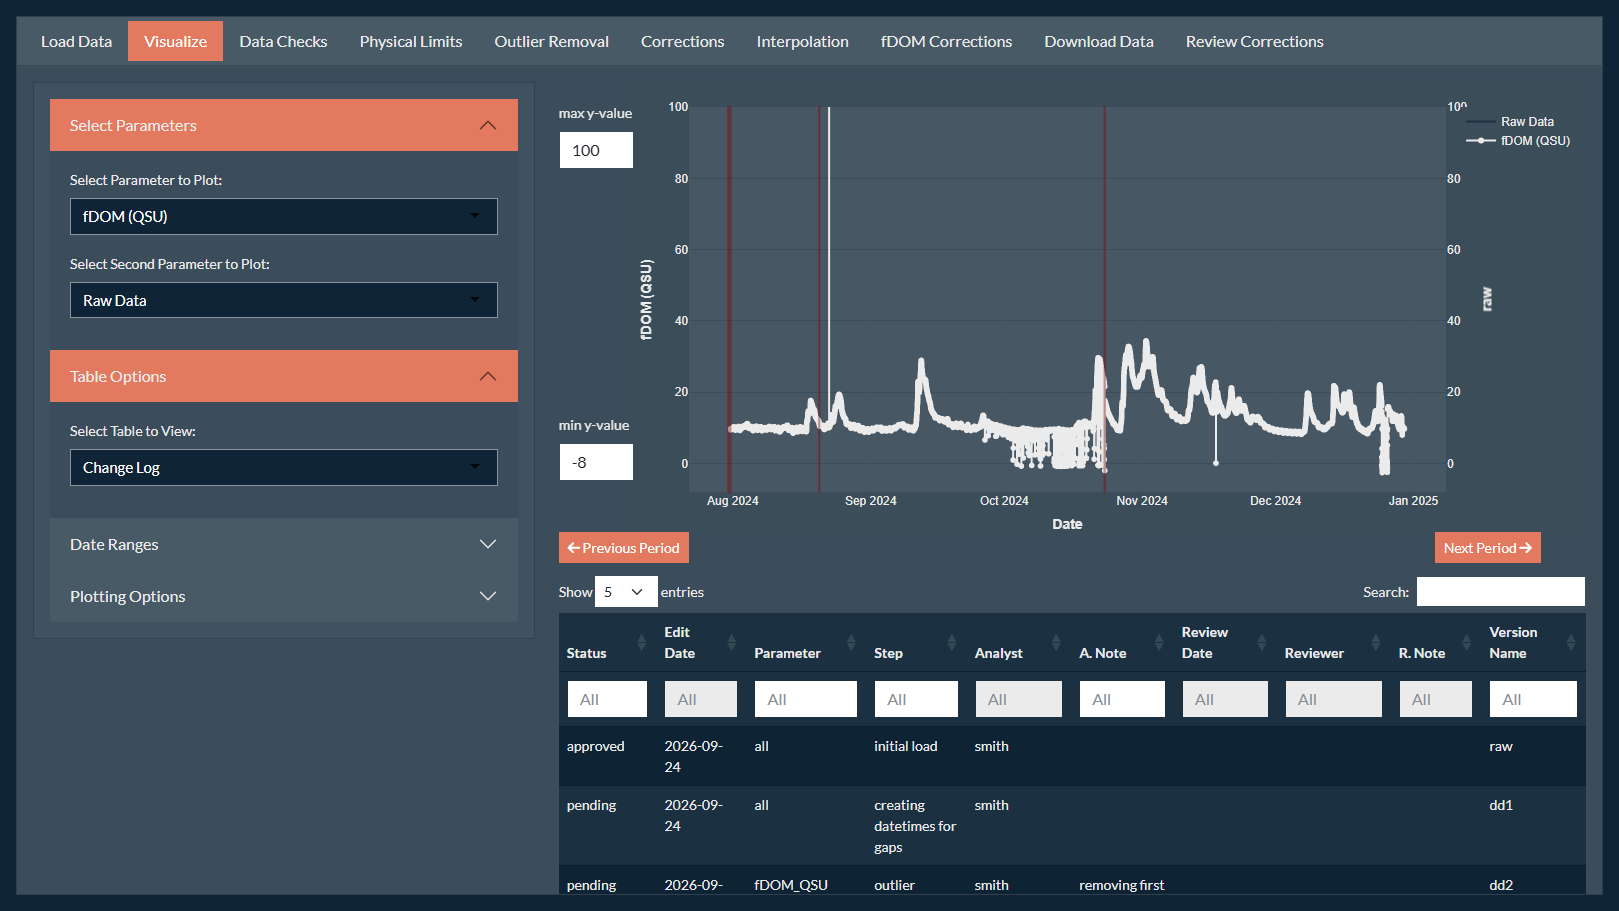 Load Data Visualize Data Checks Physical Limits Outlier Removal Corrections Interpolation fDOM Corrections Download Data Review Corrections
Select Parameters
Select Parameter to Plot:
fDOM (QSU)
Select Second Parameter to Plot:
Raw Data
Table Options
Select Table to View:
Change Log
Date Ranges
Plotting Options
max y-value
100
min y-value
-8
fDOM (QSU)
100
80
60
40
20
0
100
80
60
40
20
0
raw
Raw Data
fDOM (QSU)
Aug 2024 Sep 2024 Oct 2024 Nov 2024 Dec 2024 Jan 2025
Date
Previous Period
Next Period
Show 5 entries
Search:
Status Edit Date Parameter Step Analyst A. Note Review Date Reviewer R. Note Version Name
All All All All All All All All All All
approved 2026-09-24 all initial load smith raw
pending 2026-09-24 all creating datetimes for gaps smith dd1
pending 2026-09- fDOM_QSU outlier smith removing first dd2